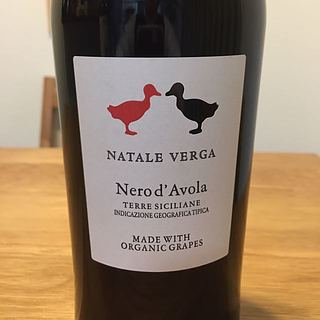 NATALE VERGA
Nero d'Avola
TERRE SICILIANE
INDICAZIONE GEOGRAFICA TIPICA
MADE WITH
ORGANIC GRAPES